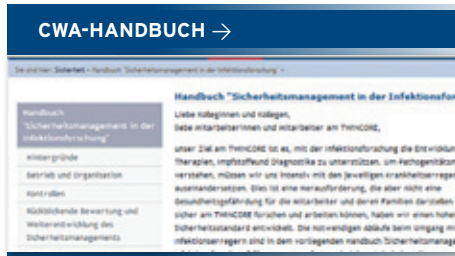 CWA-HANDBUCH →
Sie sind hier: Sicherheit › Handbuch "Sicherheitsmanagement in der Infektionsforschung" ›
Handbuch "Sicherheitsmanagement in der Infektionsfor
Handbuch
"Sicherheitsmanagement in der
Infektionsforschung"
Hintergründe
Betrieb und Organisation
Kontrollen
Rückblickende Bewertung und
Weiterentwicklung des
Sicherheitsmanagements
Liebe Kolleginnen und Kollegen,
liebe Mitarbeiterinnen und Mitarbeiter am TWINCORE,
unser Ziel am TWINCORE ist es, mit der Infektionsforschung die Entwicklun
Therapien, Impfstoffe und Diagnostika zu unterstützen. Um Pathogenitätsm
verstehen, müssen wir uns intensiv mit den jeweiligen Krankheitserreger
auseinandersetzen. Dies ist eine Herausforderung, die aber nicht eine
Gesundheitsgefährdung für die Mitarbeiter und deren Familien darstellen
sicher am TWINCORE forschen und arbeiten können, haben wir einen hohe
Sicherheitsstandard entwickelt. Die notwendigen Abläufe beim Umgang mi
Infektionserregern sind in dem vorliegenden Handbuch "Sicherheitsmanage